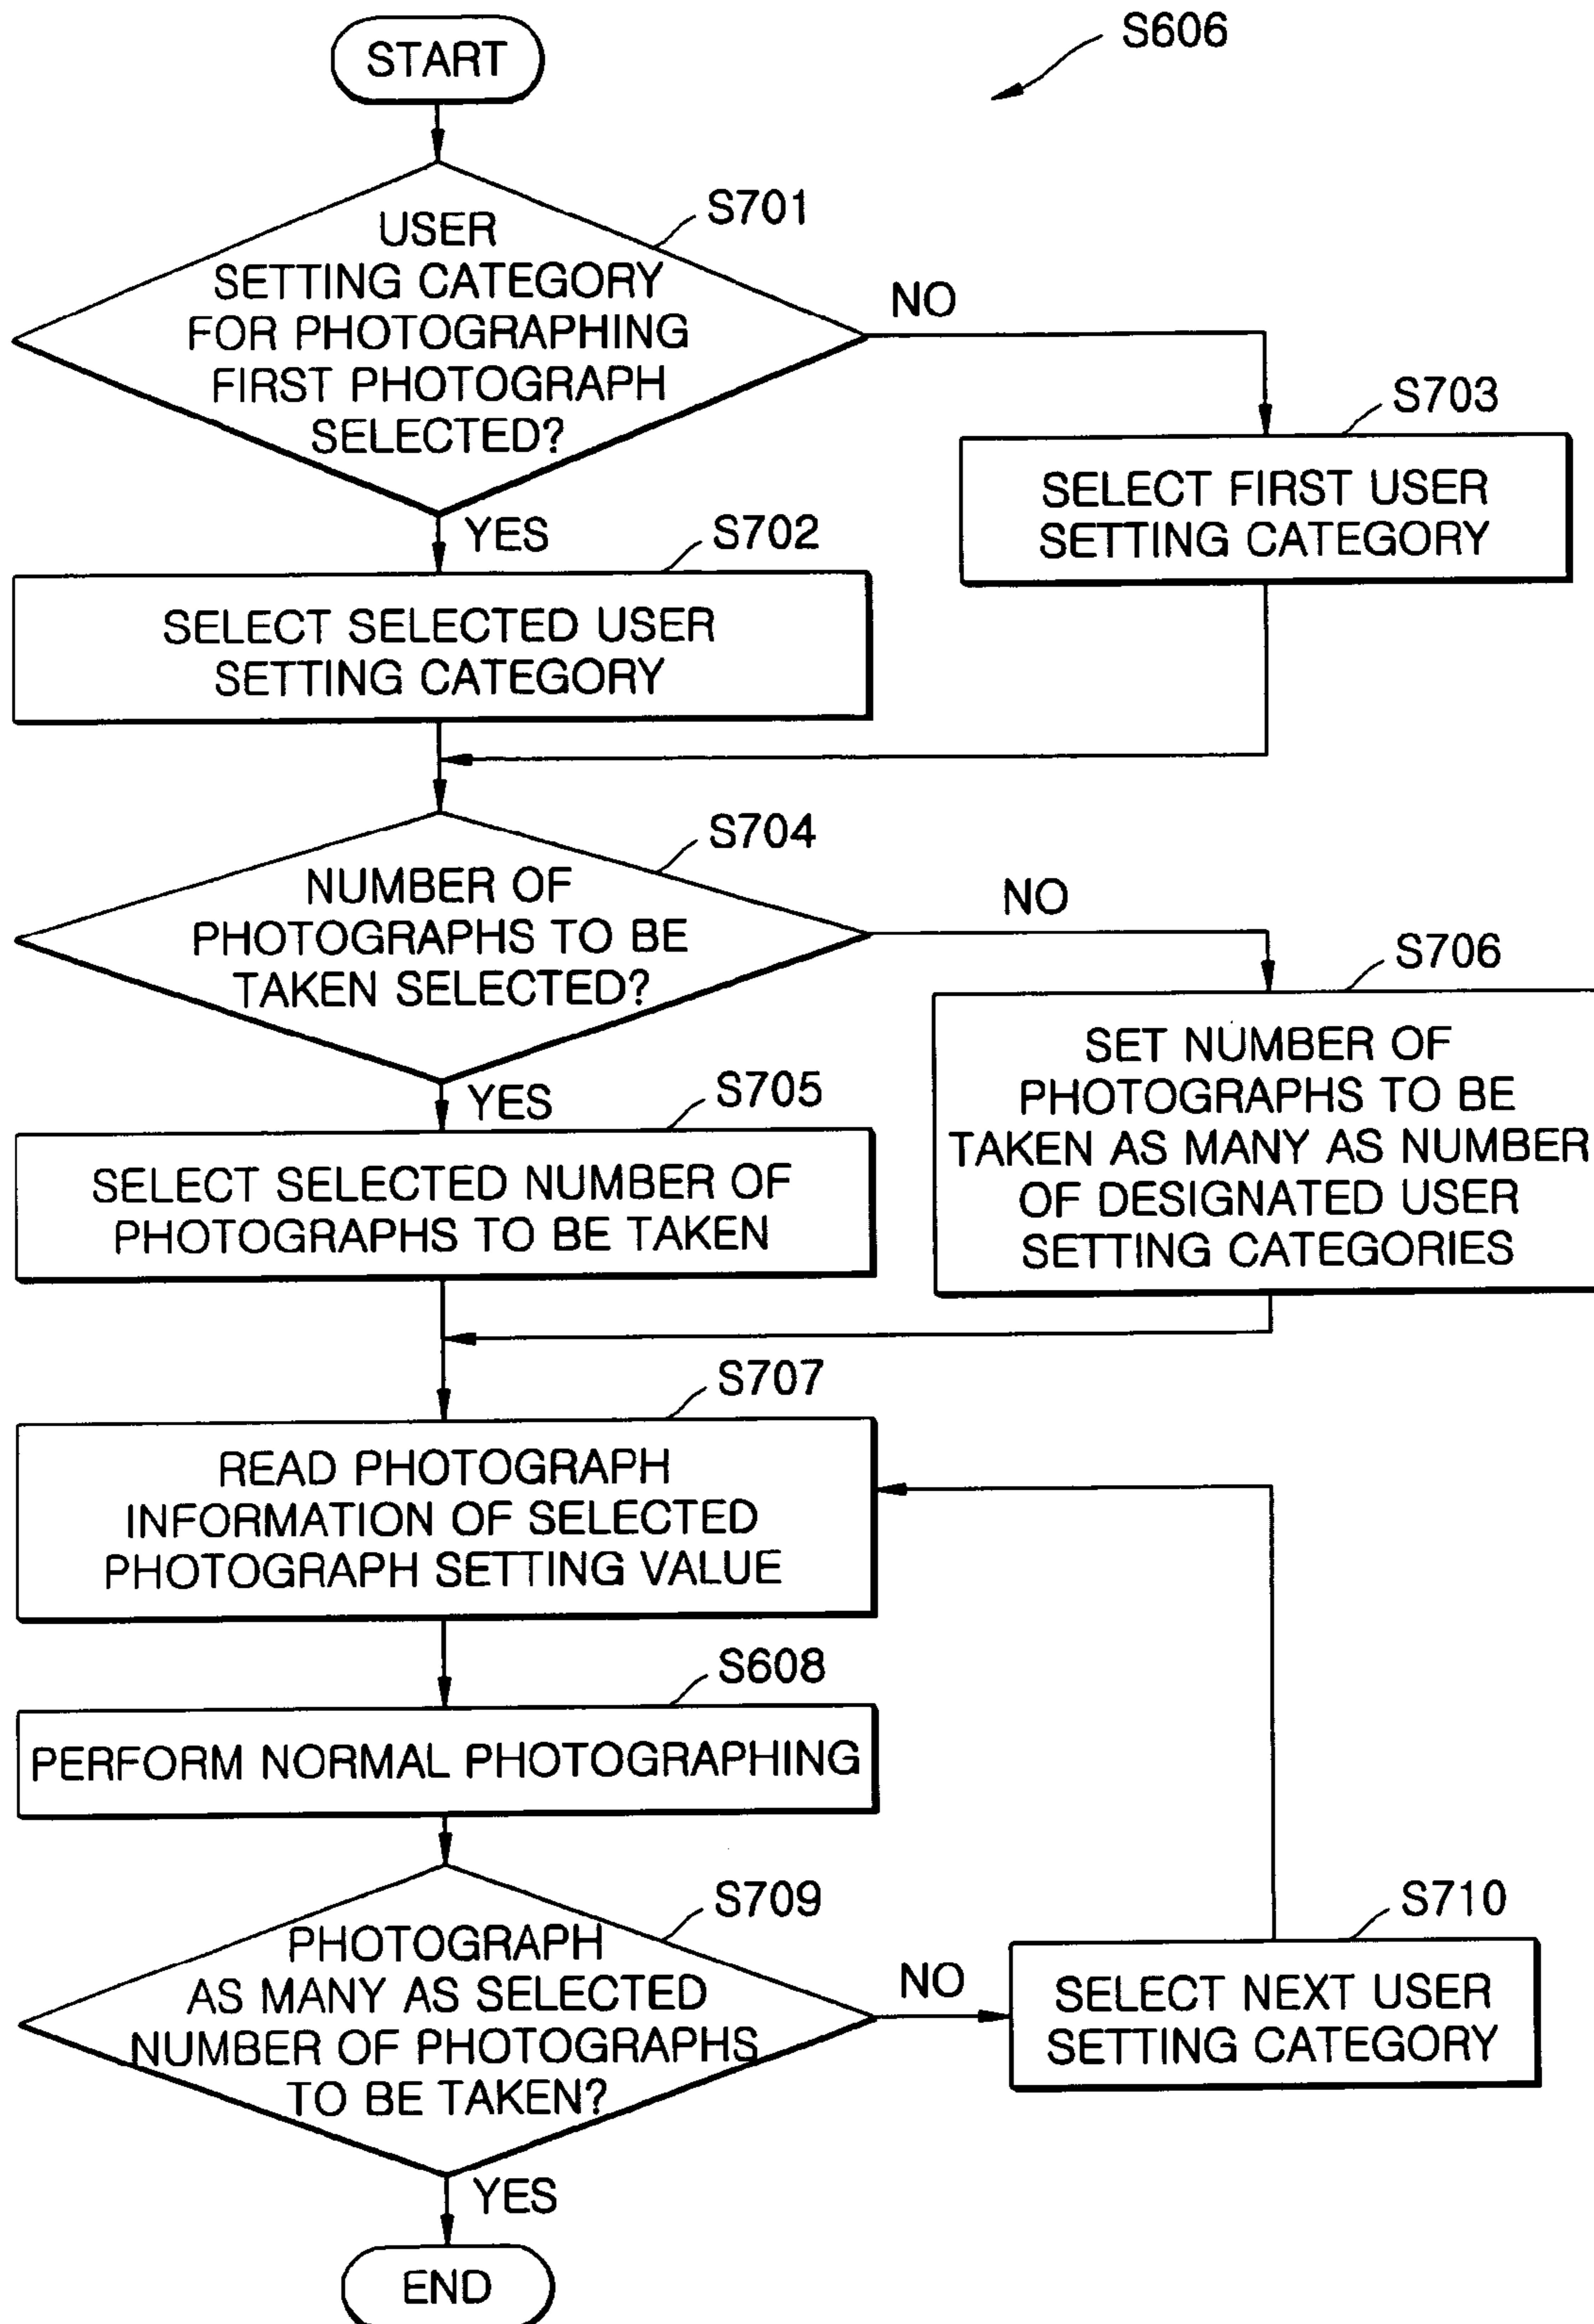 START
S606
S701
USER
SETTING CATEGORY
FOR PHOTOGRAPHING
FIRST PHOTOGRAPH
SELECTED?
NO
S703
SELECT FIRST USER
SETTING CATEGORY
YES
S702
SELECT SELECTED USER
SETTING CATEGORY
S704
NUMBER OF
PHOTOGRAPHS TO BE
TAKEN SELECTED?
NO
S706
SET NUMBER OF
PHOTOGRAPHS TO BE
TAKEN AS MANY AS NUMBER
OF DESIGNATED USER
SETTING CATEGORIES
YES
S705
SELECT SELECTED NUMBER OF
PHOTOGRAPHS TO BE TAKEN
S707
READ PHOTOGRAPH
INFORMATION OF SELECTED
PHOTOGRAPH SETTING VALUE
S608
PERFORM NORMAL PHOTOGRAPHING
S709
PHOTOGRAPH
AS MANY AS SELECTED
NUMBER OF PHOTOGRAPHS
TO BE TAKEN?
NO
S710
SELECT NEXT USER
SETTING CATEGORY
YES
END